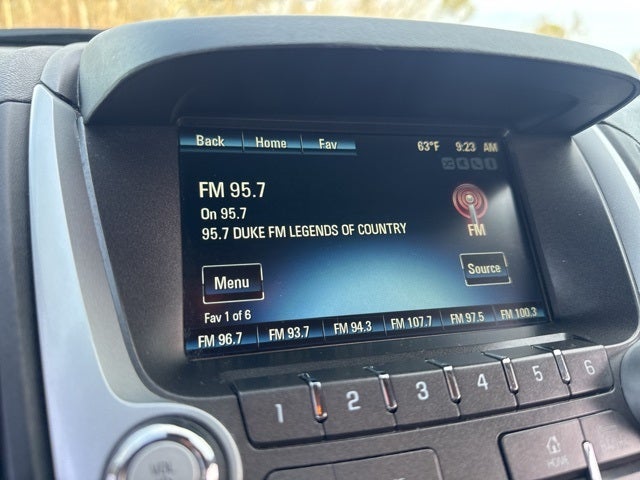 Back Home Fav 63°F 9:23 AM
FM 95.7
On 95.7
95.7 DUKE FM LEGENDS OF COUNTRY
FM
Menu Source
Fav 1 of 6
FM 96.7 FM 93.7 FM 94.3 FM 107.7 FM 97.5 FM 100.3
1 2 3 4 5 6
VOL
HOME